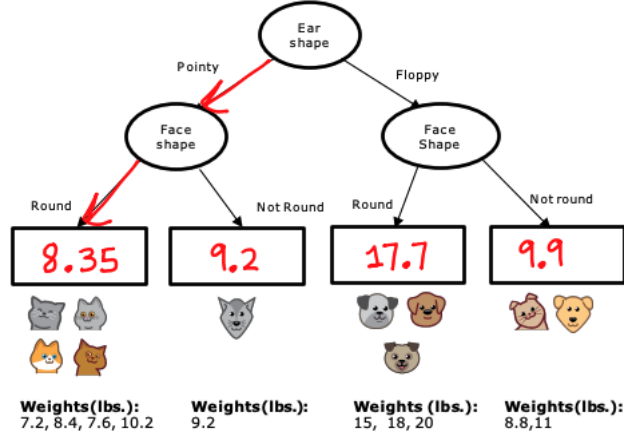 Ear
shape
Pointy
Floppy
Face
shape
Face
Shape
Round
Not Round
Round
Not round
8.35
9.2
17.7
9.9
Weights(lbs.):
7.2, 8.4, 7.6, 10.2
Weights(lbs.):
9.2
Weights(lbs.):
15, 18, 20
Weights(lbs.):
8.8,11